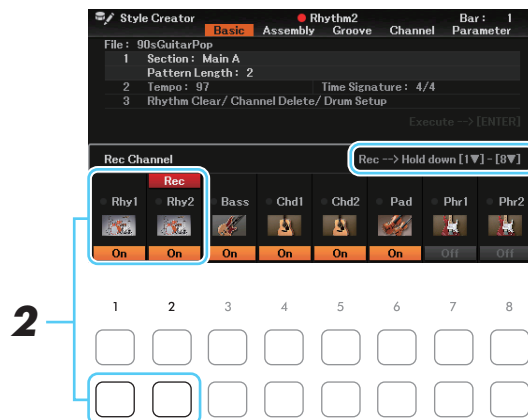 Style Creator
Rhythm2
Bar : 1
Basic Assembly Groove Channel Parameter
File : 90sGuitarPop
1 Section : Main A
Pattern Length : 2
2 Tempo : 97 Time Signature : 4/4
3 Rhythm Clear/ Channel Delete/ Drum Setup
Execute --> [ENTER]
Rec Channel Rec --> Hold down [1▼] - [8▼]
Rec
Rhy1 Rhy2 Bass Chd1 Chd2 Pad Phr1 Phr2
On On On On On On Off Off
1 2 3 4 5 6 7 8
2